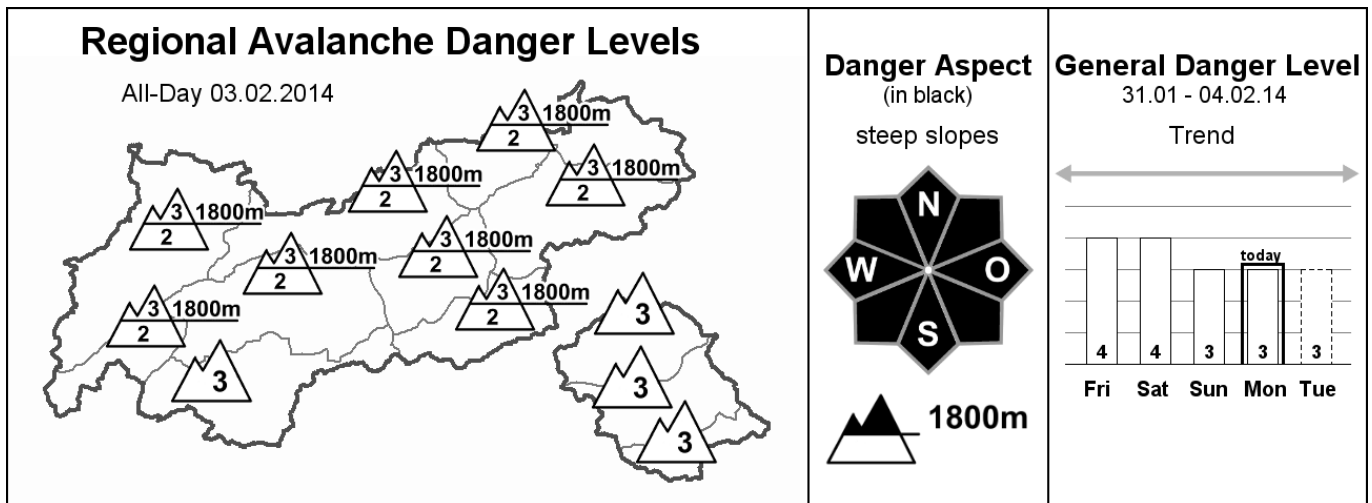 Regional Avalanche Danger Levels
All-Day 03.02.2014
3 1800m
2
3 1800m
2
3 1800m
2
3 1800m
2
3 1800m
2
3 1800m
2
3 1800m
2
3 1800m
2
3
3
3
3
Danger Aspect
(in black)
steep slopes
N
W O
S
1800m
General Danger Level
31.01 - 04.02.14
Trend
today
4 4 3 3 3
Fri Sat Sun Mon Tue